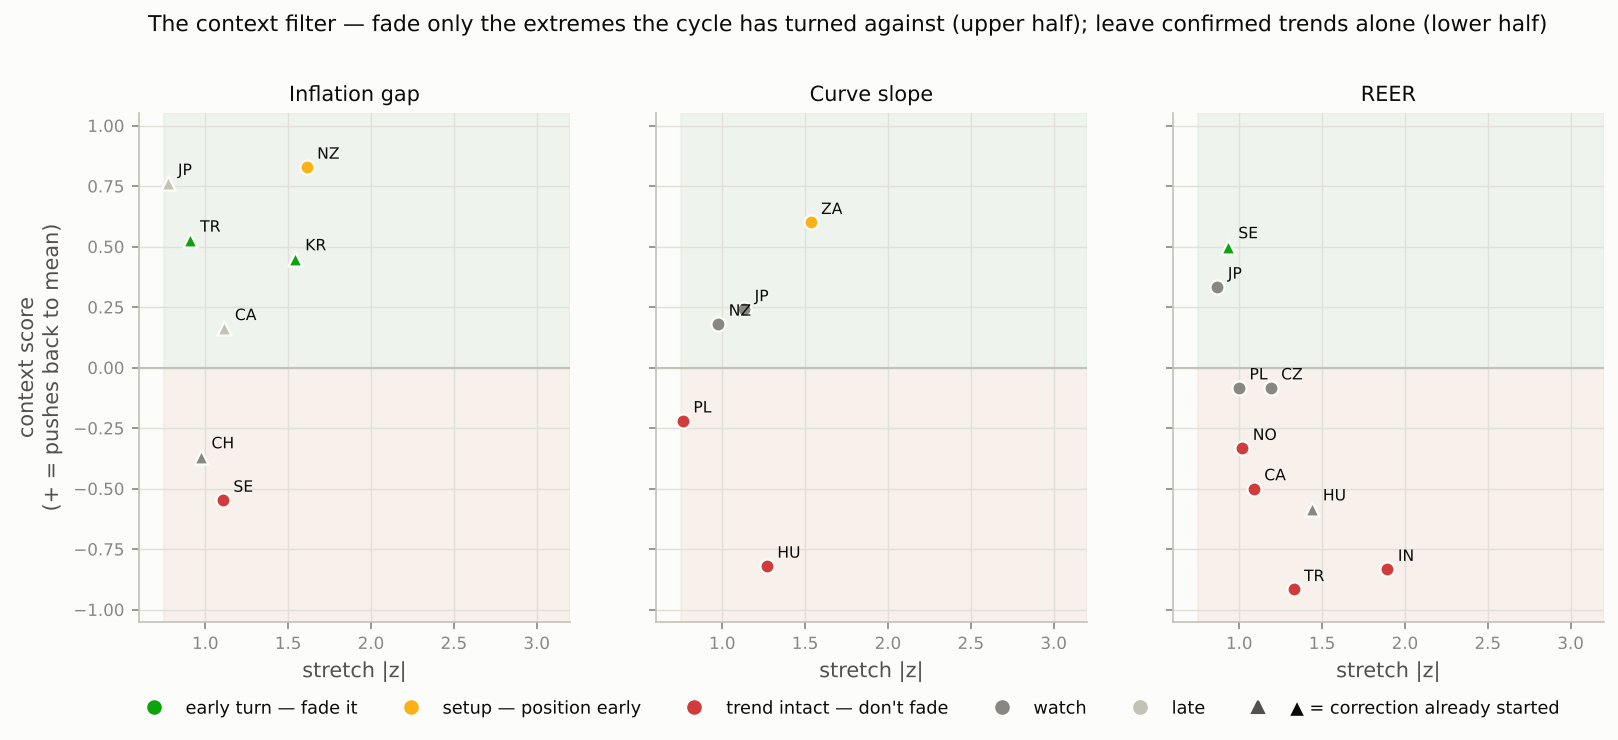 The context filter — fade only the extremes the cycle has turned against (upper half); leave confirmed trends alone (lower half)
Inflation gap
Curve slope
REER
context score
(+ = pushes back to mean)
1.00
0.75
0.50
0.25
0.00
−0.25
−0.50
−0.75
−1.00
JP
NZ
TR
KR
CA
CH
SE
1.0 1.5 2.0 2.5 3.0
stretch |z|
ZA
JP
NZ
PL
HU
1.0 1.5 2.0 2.5 3.0
stretch |z|
SE
JP
PL
CZ
NO
CA
HU
IN
TR
1.0 1.5 2.0 2.5 3.0
stretch |z|
early turn — fade it setup — position early trend intact — don't fade watch late ▲ = correction already started